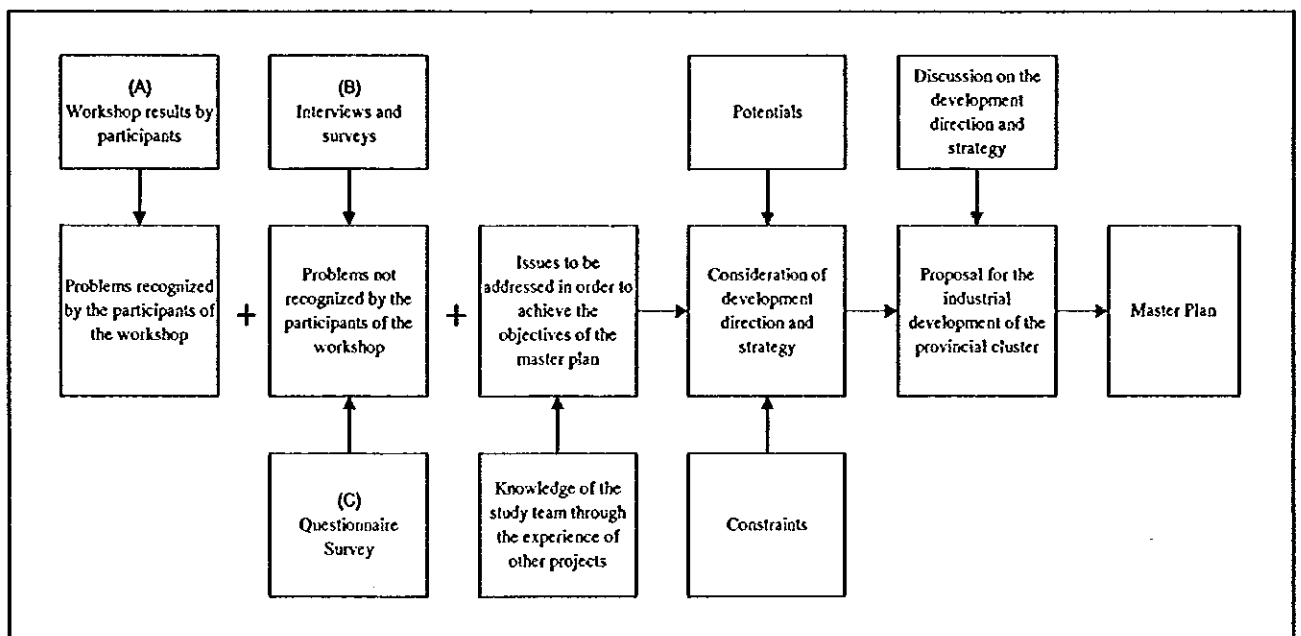 (A)
Workshop results by
participants
(B)
Interviews and
surveys
Potentials
Discussion on the
development
direction and
strategy
Problems recognized
by the participants of
the workshop
+
Problems not
recognized by the
participants of the
workshop
+
Issues to be
addressed in order to
achieve the
objectives of the
master plan
Consideration of
development
direction and
strategy
Proposal for the
industrial
development of the
provincial cluster
Master Plan
(C)
Questionnaire
Survey
Knowledge of the
study team through
the experience of
other projects
Constraints